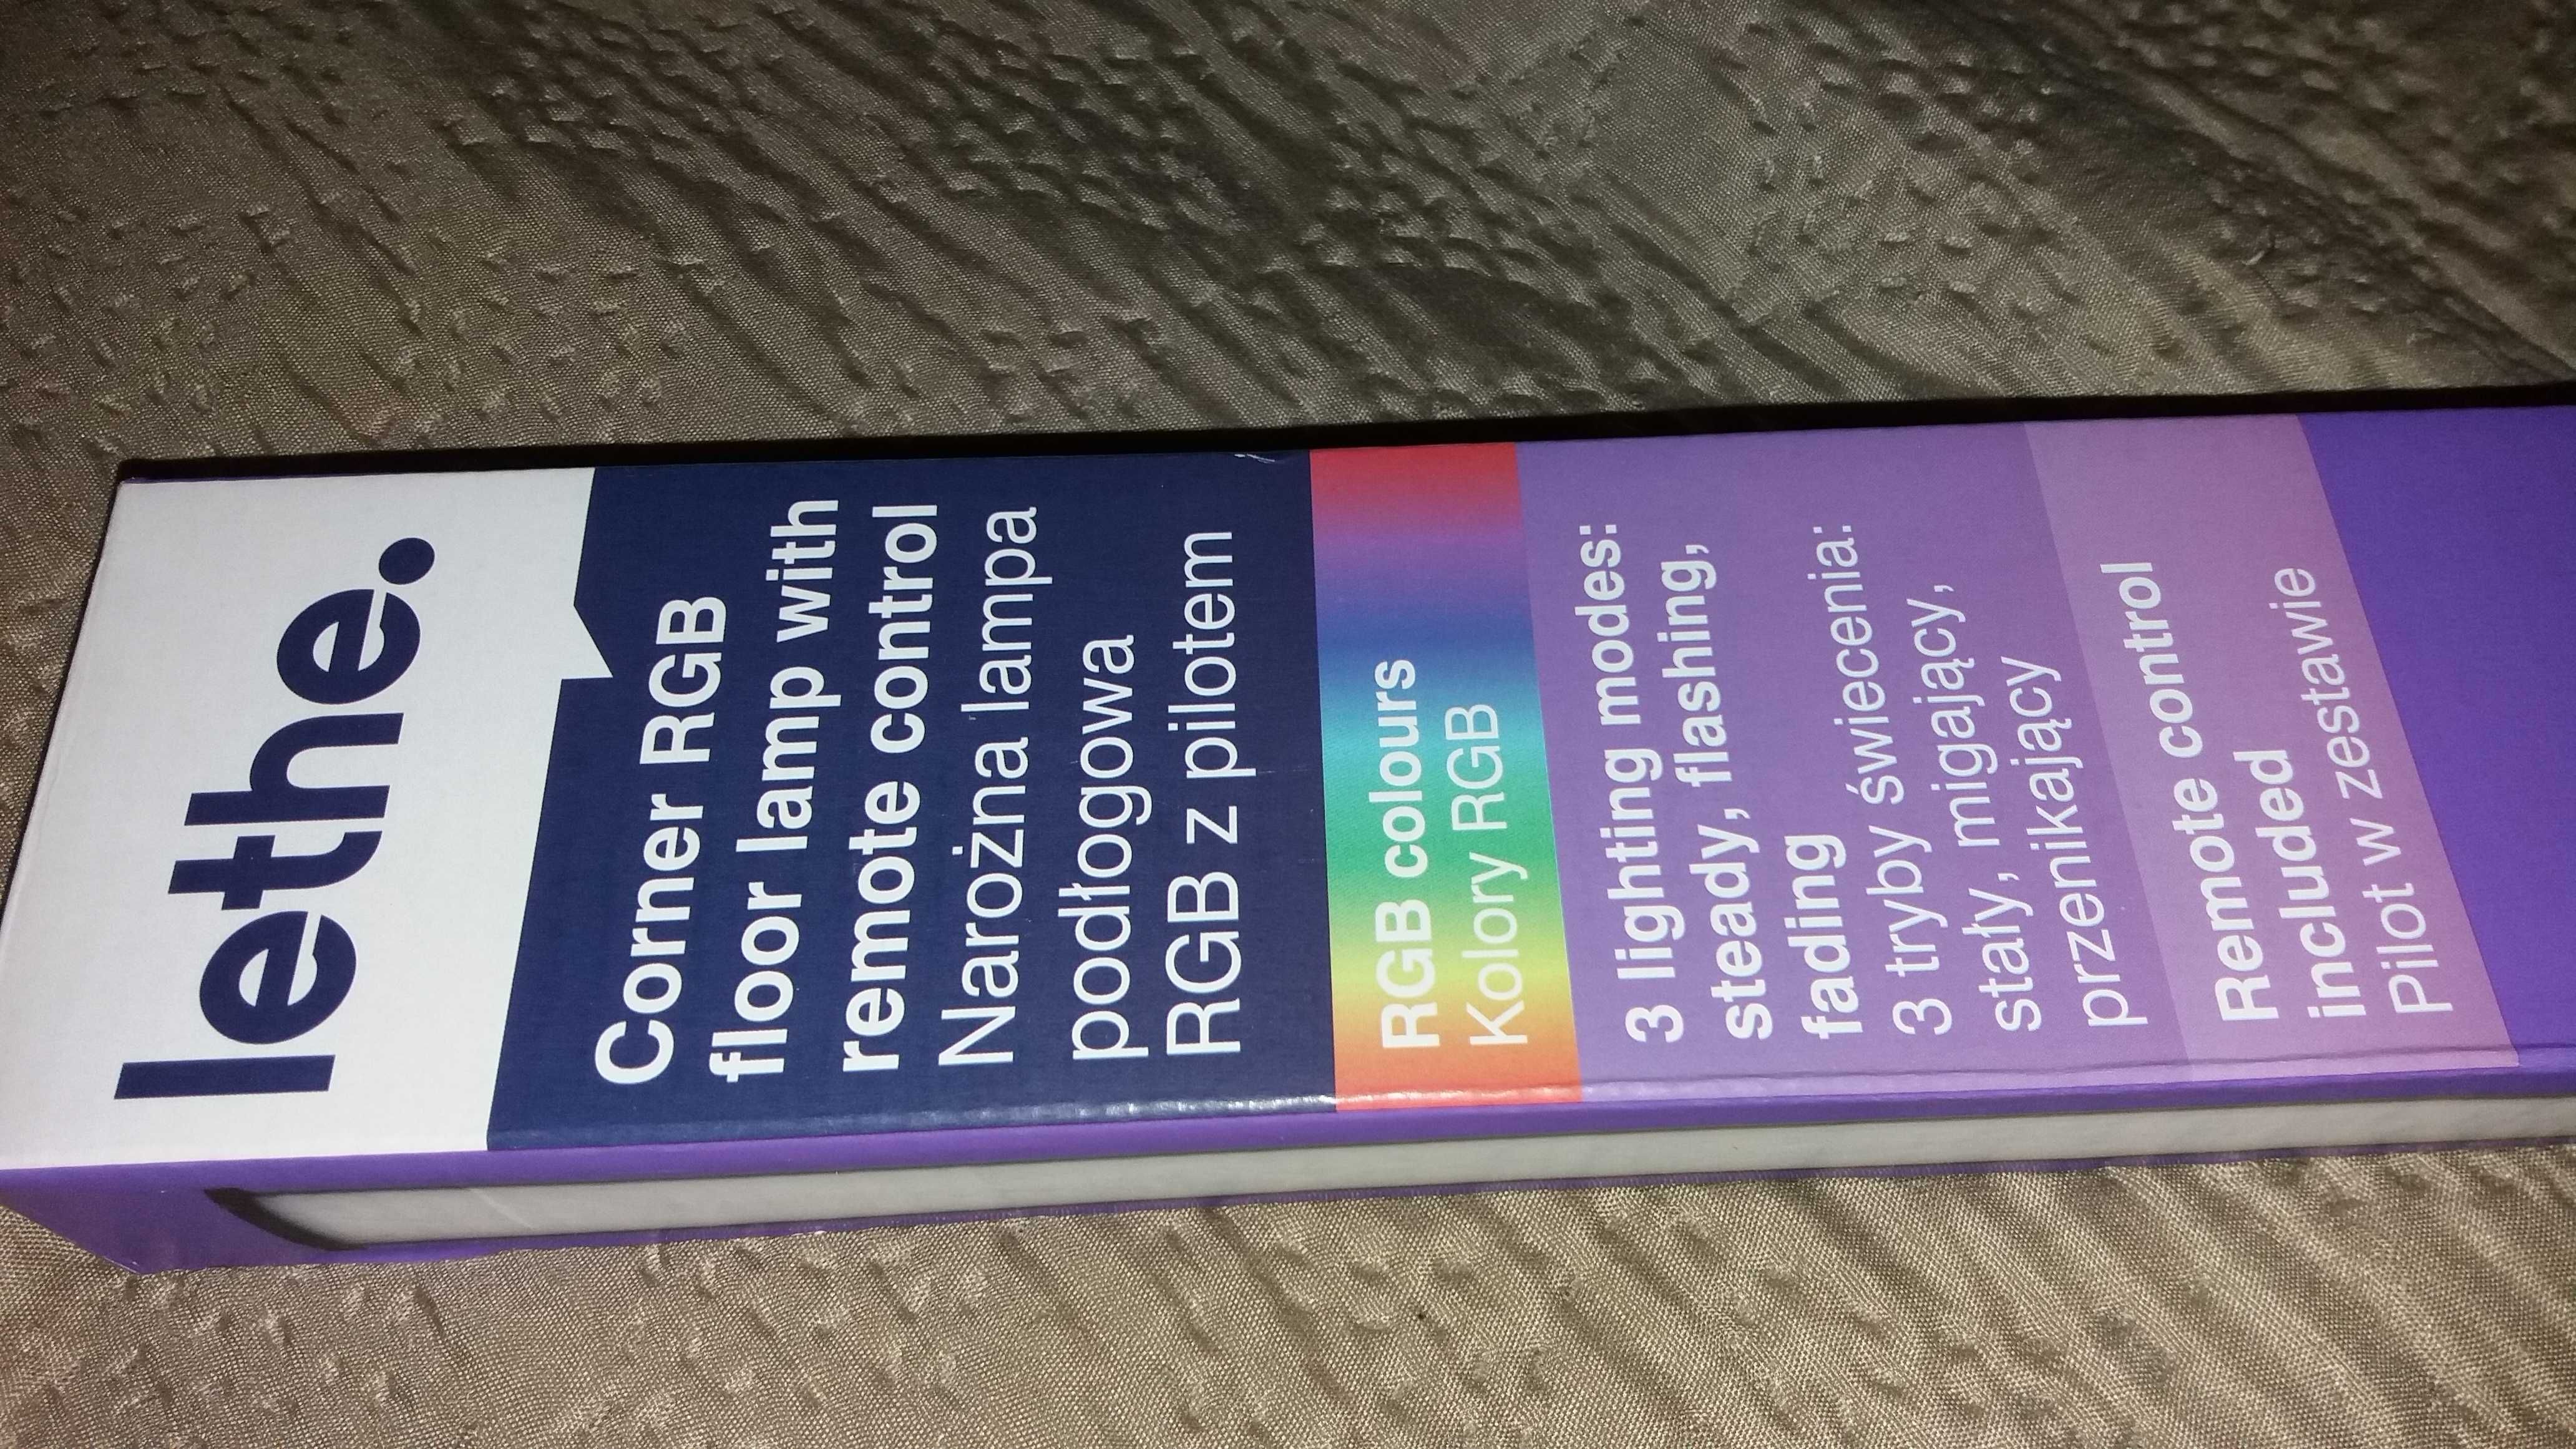 lethe.
Corner RGB
floor lamp with
remote control
Narożna lampa
podłogowa
RGB z pilotem
RGB colours
Kolory RGB
3 lighting modes:
steady, flashing,
fading
3 tryby świecenia:
stały, migający,
przenikający
Remote control
included
Pilot w zestawie